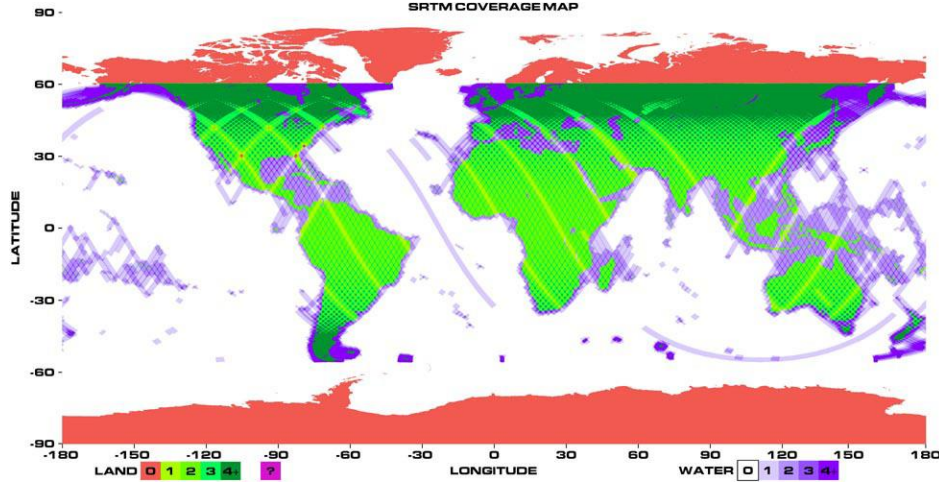 SRTM COVERAGE MAP
90
60
30
0
-30
-60
-90
LATITUDE
-180 -150 -120 -90 -60 -30 0 30 60 90 120 150 180
LAND 0 1 2 3 4+ ? LONGITUDE WATER 0 1 2 3 4+